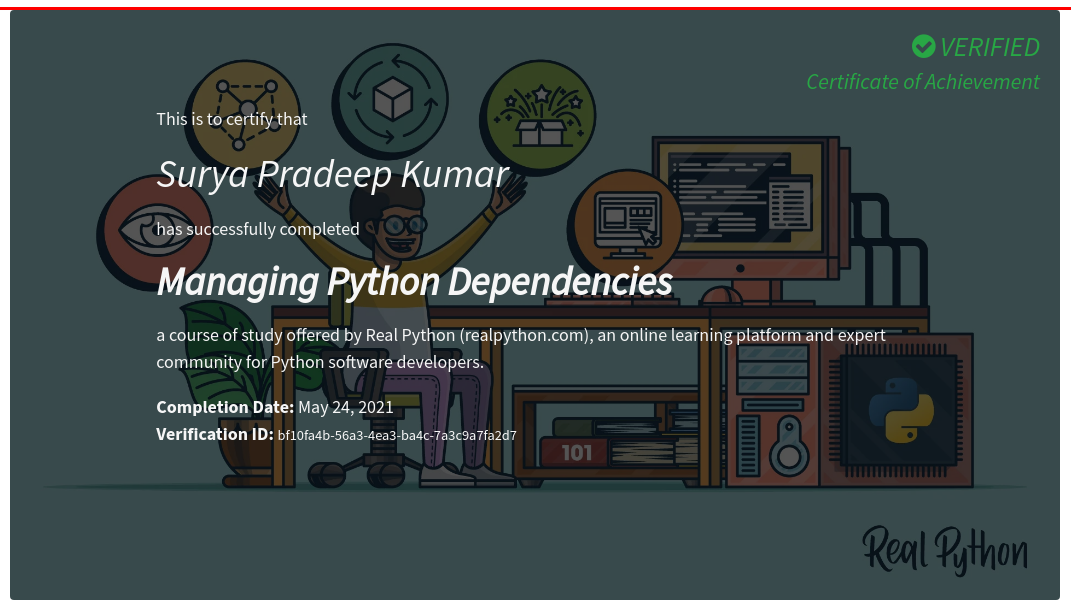 VERIFIED
Certificate of Achievement
This is to certify that
Surya Pradeep Kumar
has successfully completed
Managing Python Dependencies
a course of study offered by Real Python (realpython.com), an online learning platform and expert
community for Python software developers.
Completion Date: May 24, 2021
Verification ID: bf10fa4b-56a3-4ea3-ba4c-7a3c9a7fa2d7
101
Real Python